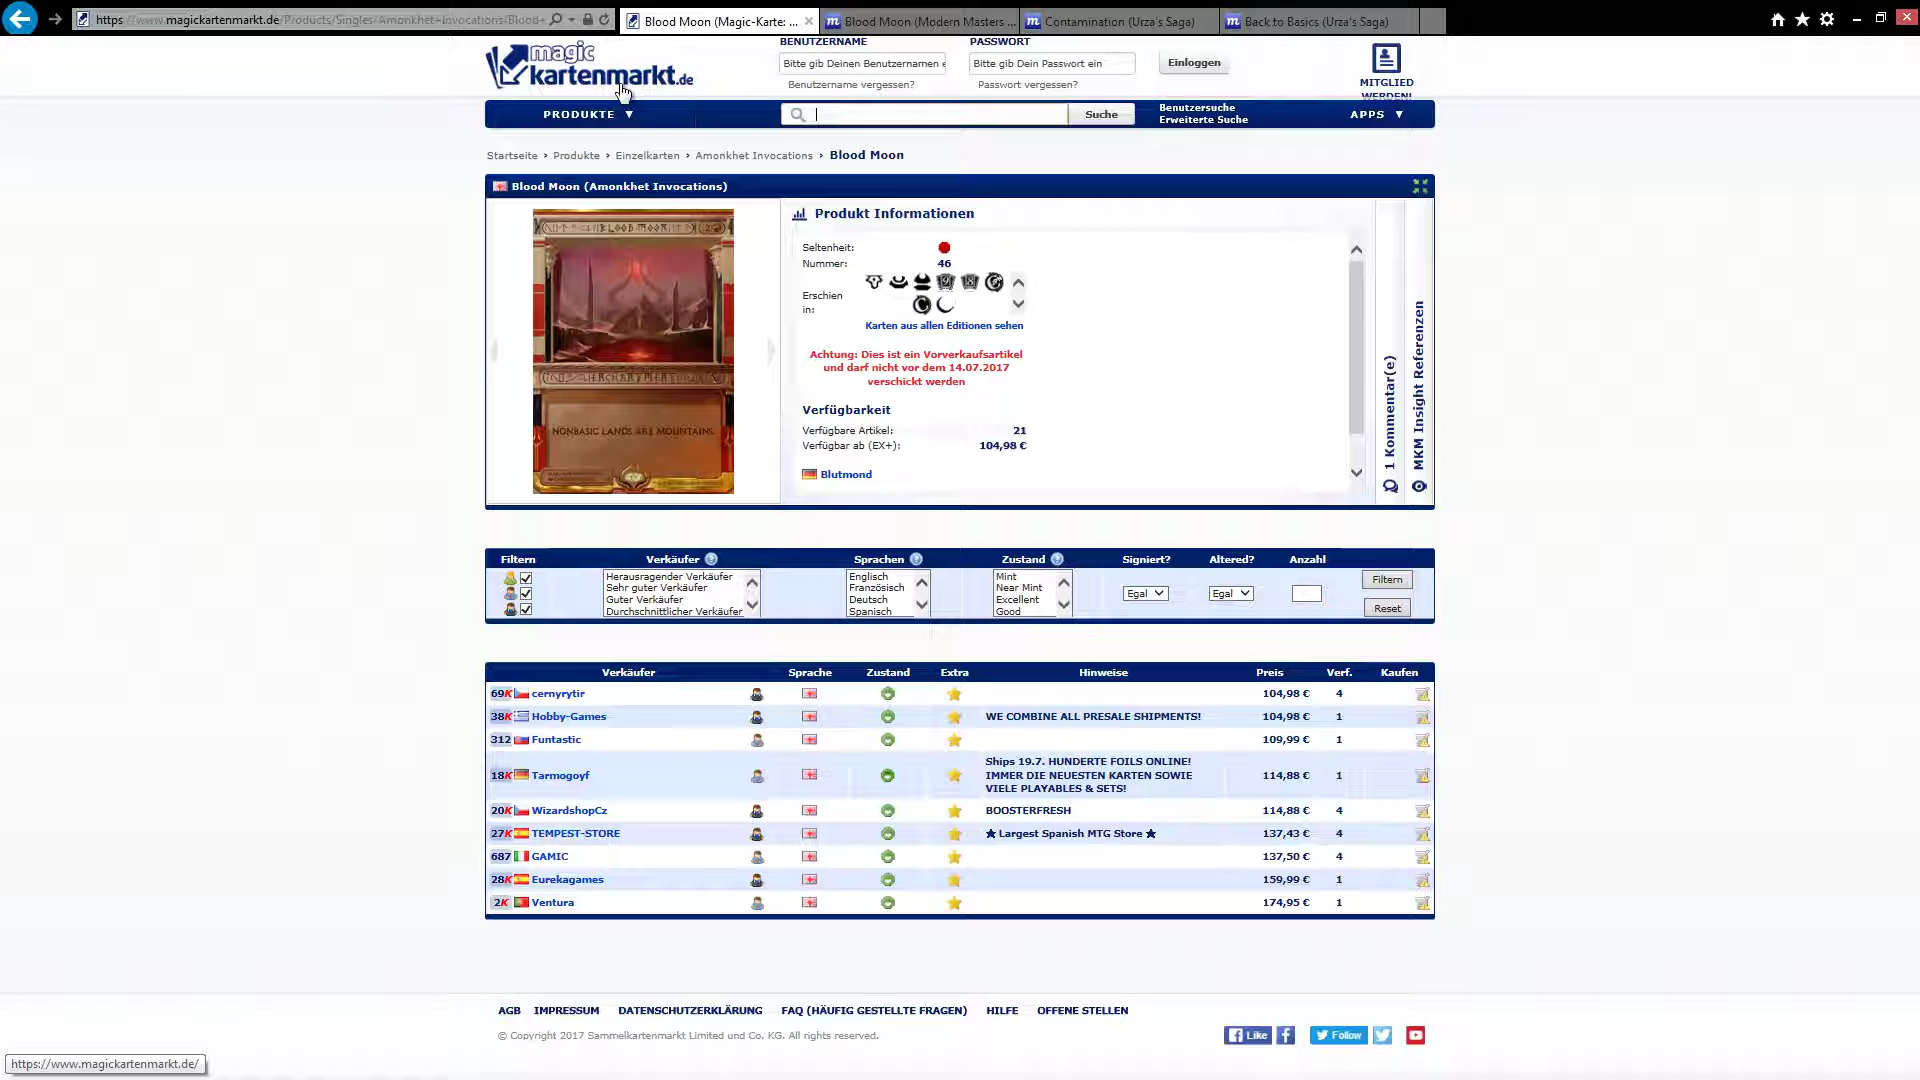 https://www.magickartenmarkt.de/Products/Singles/Amonkhet+Invocations/Blood+
Blood Moon (Magic-Karte: ...
Blood Moon (Modern Masters ...
Contamination (Urza's Saga)
Back to Basics (Urza's Saga)
magic
kartenmarkt.de
BENUTZERNAME
PASSWORT
Bitte gib Deinen Benutzernamen e
Bitte gib Dein Passwort ein
Einloggen
Benutzername vergessen?
Passwort vergessen?
MITGLIED
WERDEN!
PRODUKTE ▼
Suche
Benutzersuche
Erweiterte Suche
APPS ▼
Startseite › Produkte › Einzelkarten › Amonkhet Invocations › Blood Moon
Blood Moon (Amonkhet Invocations)
BLOOD MOON
ENCHANTMENT
NONBASIC LANDS ARE MOUNTAINS.
Produkt Informationen
Seltenheit:
Nummer: 46
Erschien
in:
Karten aus allen Editionen sehen
Achtung: Dies ist ein Vorverkaufsartikel
und darf nicht vor dem 14.07.2017
verschickt werden
Verfügbarkeit
Verfügbare Artikel: 21
Verfügbar ab (EX+): 104,98 €
Blutmond
1 Kommentar(e)
MKM Insight Referenzen
Filtern Verkäufer Sprachen Zustand Signiert? Altered? Anzahl
Herausragender Verkäufer
Sehr guter Verkäufer
Guter Verkäufer
Durchschnittlicher Verkäufer
Englisch
Französisch
Deutsch
Spanisch
Mint
Near Mint
Excellent
Good
Egal
Egal
Filtern
Reset
Verkäufer Sprache Zustand Extra Hinweise Preis Verf. Kaufen
69K cernyrytir 104,98 € 4
38K Hobby-Games WE COMBINE ALL PRESALE SHIPMENTS! 104,98 € 1
312 Funtastic 109,99 € 1
Ships 19.7. HUNDERTE FOILS ONLINE!
18K Tarmogoyf IMMER DIE NEUESTEN KARTEN SOWIE 114,88 € 1
VIELE PLAYABLES & SETS!
20K WizardshopCz BOOSTERFRESH 114,88 € 4
27K TEMPEST-STORE ★ Largest Spanish MTG Store ★ 137,43 € 4
687 GAMIC 137,50 € 4
28K Eurekagames 159,99 € 1
2K Ventura 174,95 € 1
AGB IMPRESSUM DATENSCHUTZERKLÄRUNG FAQ (HÄUFIG GESTELLTE FRAGEN) HILFE OFFENE STELLEN
© Copyright 2017 Sammelkartenmarkt Limited und Co. KG. All rights reserved.
Like
Follow
https://www.magickartenmarkt.de/